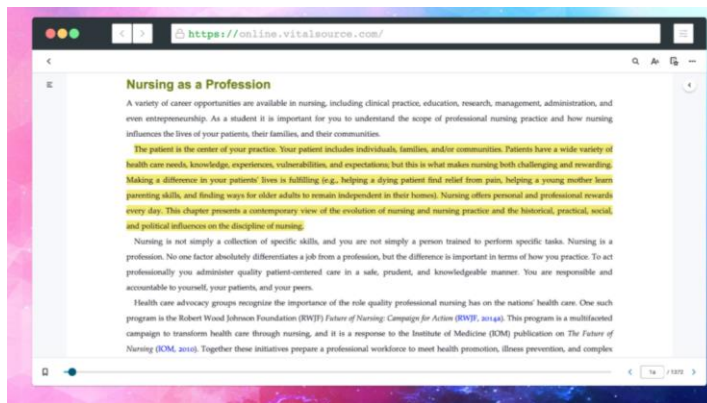 https://online.vitalsource.com/
Nursing as a Profession
A variety of career opportunities are available in nursing, including clinical practice, education, research, management, administration, and
even entrepreneurship. As a student it is important for you to understand the scope of professional nursing practice and how nursing
influences the lives of your patients, their families, and their communities.
The patient is the center of your practice. Your patient includes individuals, families, and/or communities. Patients have a wide variety of
health care needs, knowledge, experiences, vulnerabilities, and expectations; but this is what makes nursing both challenging and rewarding.
Making a difference in your patients' lives is fulfilling (e.g., helping a dying patient find relief from pain, helping a young mother learn
parenting skills, and finding ways for older adults to remain independent in their homes). Nursing offers personal and professional rewards
every day. This chapter presents a contemporary view of the evolution of nursing and nursing practice and the historical, practical, social,
and political influences on the discipline of nursing.
Nursing is not simply a collection of specific skills, and you are not simply a person trained to perform specific tasks. Nursing is a
profession. No one factor absolutely differentiates a job from a profession, but the difference is important in terms of how you practice. To act
professionally you administer quality patient-centered care in a safe, prudent, and knowledgeable manner. You are responsible and
accountable to yourself, your patients, and your peers.
Health care advocacy groups recognize the importance of the role quality professional nursing has on the nations' health care. One such
program is the Robert Wood Johnson Foundation (RWJF) Future of Nursing: Campaign for Action (RWJF, 2014a). This program is a multifaceted
campaign to transform health care through nursing, and it is a response to the Institute of Medicine (IOM) publication on The Future of
Nursing (IOM, 2010). Together these initiatives prepare a professional workforce to meet health promotion, illness prevention, and complex